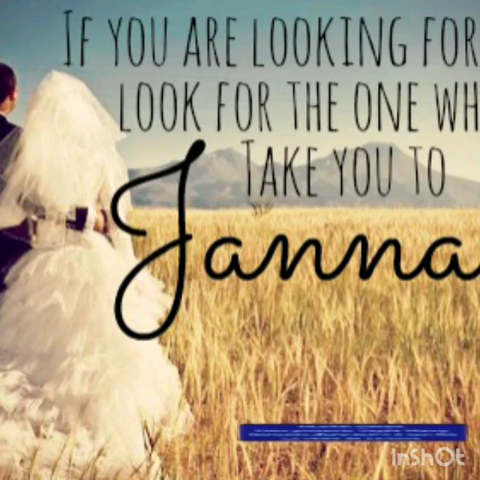 IF YOU ARE LOOKING FOR
LOOK FOR THE ONE WH
TAKE YOU TO
Janna
InShOt